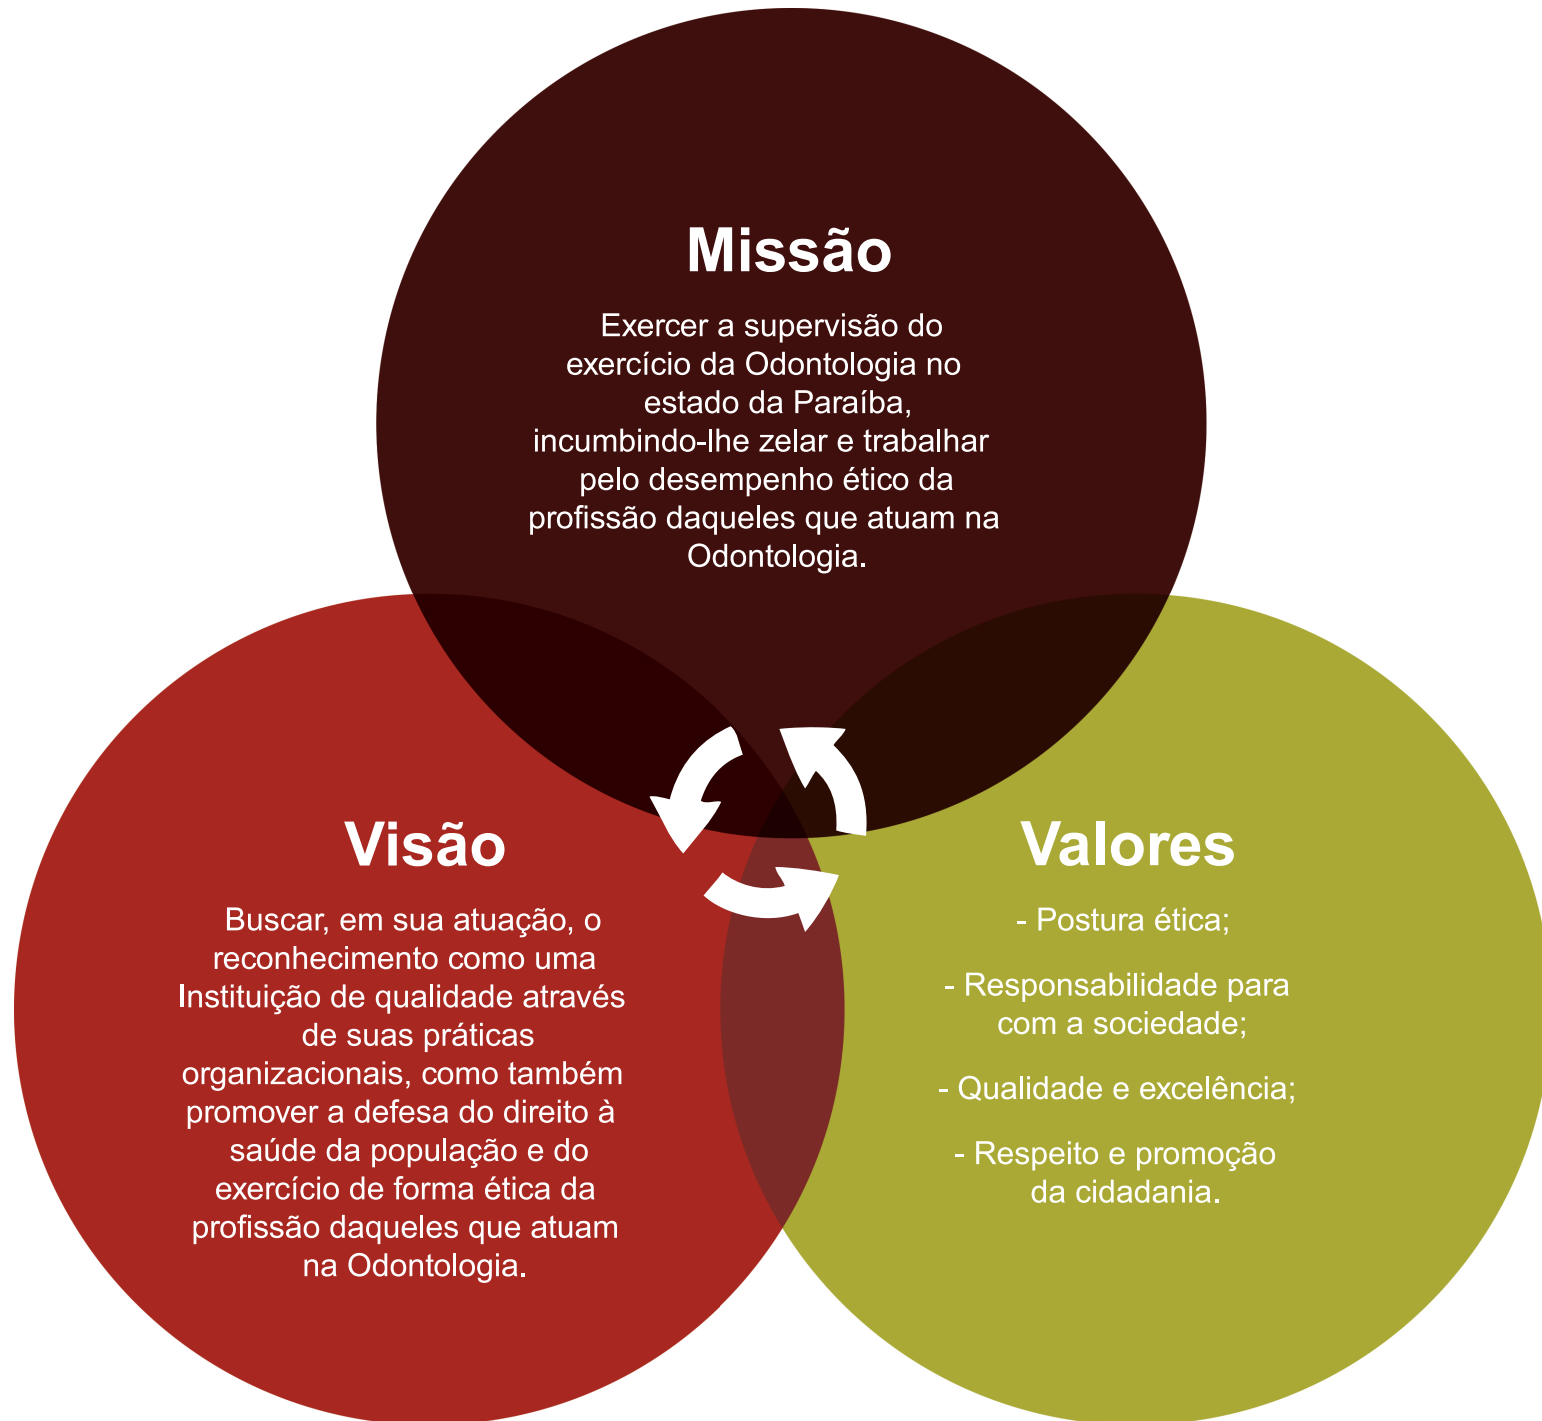 Missão
Exercer a supervisão do
exercício da Odontologia no
estado da Paraíba,
incumbindo-lhe zelar e trabalhar
pelo desempenho ético da
profissão daqueles que atuam na
Odontologia.
Visão
Buscar, em sua atuação, o
reconhecimento como uma
Instituição de qualidade através
de suas práticas
organizacionais, como também
promover a defesa do direito à
saúde da população e do
exercício de forma ética da
profissão daqueles que atuam
na Odontologia.
Valores
- Postura ética;
- Responsabilidade para
com a sociedade;
- Qualidade e excelência;
- Respeito e promoção
da cidadania.